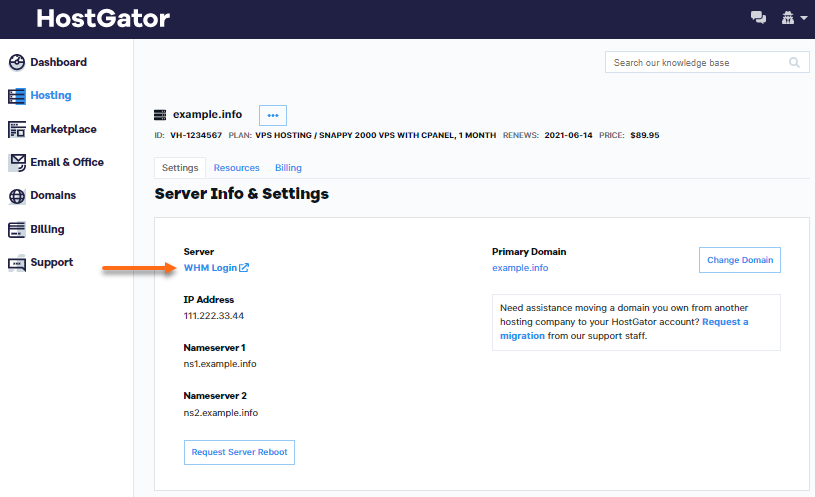 HostGator
Dashboard
Hosting
Marketplace
Email & Office
Domains
Billing
Support
Search our knowledge base
example.info
ID: VH-1234567 PLAN: VPS HOSTING / SNAPPY 2000 VPS WITH CPANEL, 1 MONTH RENEWS: 2021-06-14 PRICE: $89.95
Settings Resources Billing
Server Info & Settings
Server
WHM Login
IP Address
111.222.33.44
Nameserver 1
ns1.example.info
Nameserver 2
ns2.example.info
Request Server Reboot
Primary Domain
example.info
Change Domain
Need assistance moving a domain you own from another
hosting company to your HostGator account? Request a
migration from our support staff.